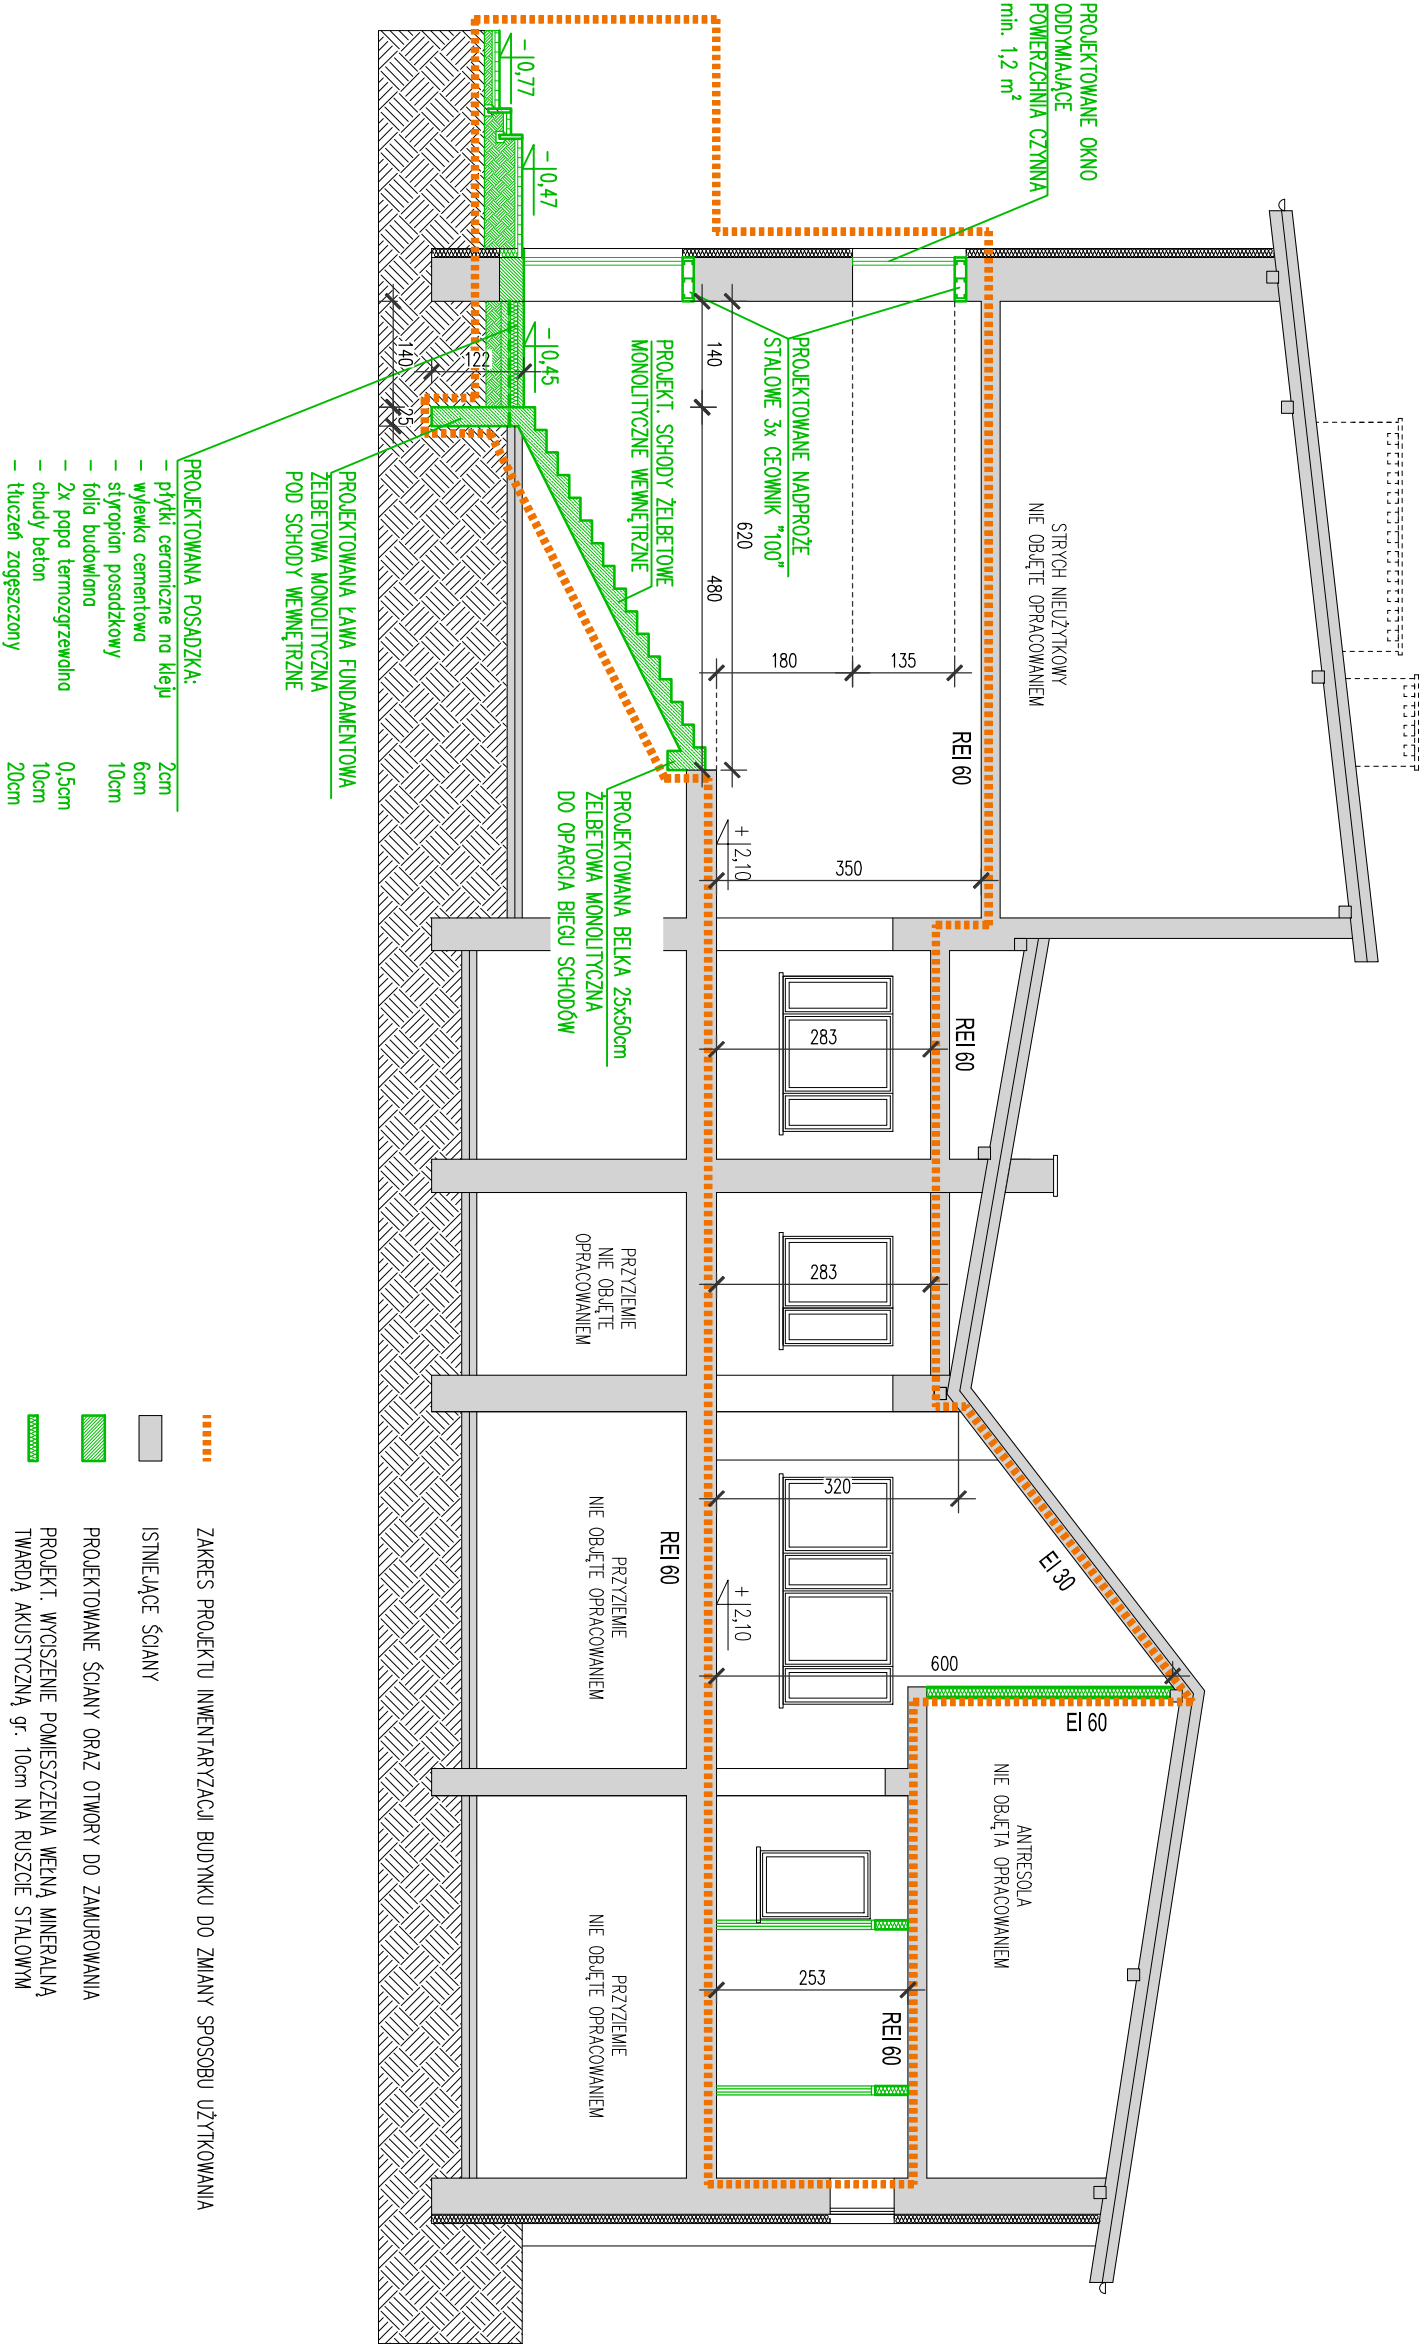 PROJEKTOWANE OKNO
ODDYMIAJĄCE
POWIERZCHNIA CZYNNA
min. 1,2 m²
-0,77
-0,47
-0,45
122
140
25
140
480
620
180
135
350
PROJEKTOWANE NADPROŻE
STALOWE 3x CEOWNIK "100"
PROJEKT. SCHODY ŻELBETOWE
MONOLITYCZNE WEWNĘTRZNE
STRYCH NIEUŻYTKOWY
NIE OBJĘTE OPRACOWANIEM
REI 60
+2,10
PROJEKTOWANA ŁAWA FUNDAMENTOWA
ŻELBETOWA MONOLITYCZNA
POD SCHODY WEWNĘTRZNE
PROJEKTOWANA POSADZKA:
- płytki ceramiczne na kleju 2cm
- wylewka cementowa 6cm
- styropian posadzkowy 10cm
- folia budowlana
- 2x papa termozgrzewalna 0,5cm
- chudy beton 10cm
- tłuczeń zagęszczony 20cm
PROJEKTOWANA BELKA 25x50cm
ŻELBETOWA MONOLITYCZNA
DO OPARCIA BIEGU SCHODÓW
REI 60
283
283
PRZYZIEMIE
NIE OBJĘTE
OPRACOWANIEM
320
EI 30
REI 60
+2,10
600
EI 60
PRZYZIEMIE
NIE OBJĘTE OPRACOWANIEM
ANTRESOLA
NIE OBJĘTA OPRACOWANIEM
253
REI 60
PRZYZIEMIE
NIE OBJĘTE OPRACOWANIEM
ZAKRES PROJEKTU INWENTARYZACJI BUDYNKU DO ZMIANY SPOSOBU UŻYTKOWANIA
ISTNIEJĄCE ŚCIANY
PROJEKTOWANE ŚCIANY ORAZ OTWORY DO ZAMUROWANIA
PROJEKT. WYCISZENIE POMIESZCZENIA WEŁNĄ MINERALNĄ
TWARDĄ AKUSTYCZNĄ gr. 10cm NA RUSZCIE STALOWYM